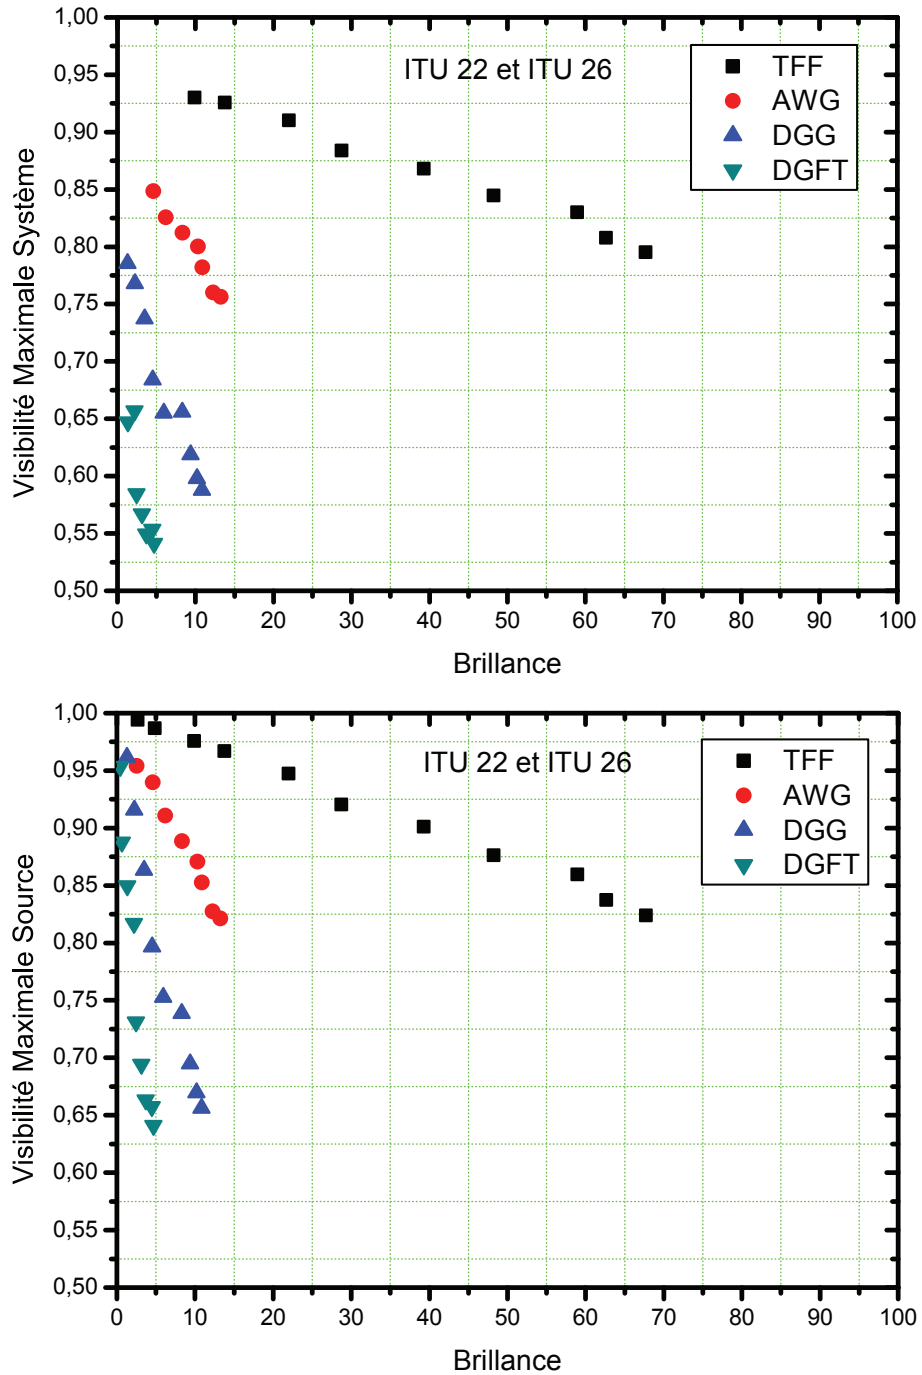 1,00
0,95
0,90
0,85
0,80
0,75
0,70
0,65
0,60
0,55
0,50
Visibilité Maximale Système
ITU 22 et ITU 26
TFF
AWG
DGG
DGFT
0 10 20 30 40 50 60 70 80 90 100
Brillance
1,00
0,95
0,90
0,85
0,80
0,75
0,70
0,65
0,60
0,55
0,50
Visibilité Maximale Source
ITU 22 et ITU 26
TFF
AWG
DGG
DGFT
0 10 20 30 40 50 60 70 80 90 100
Brillance